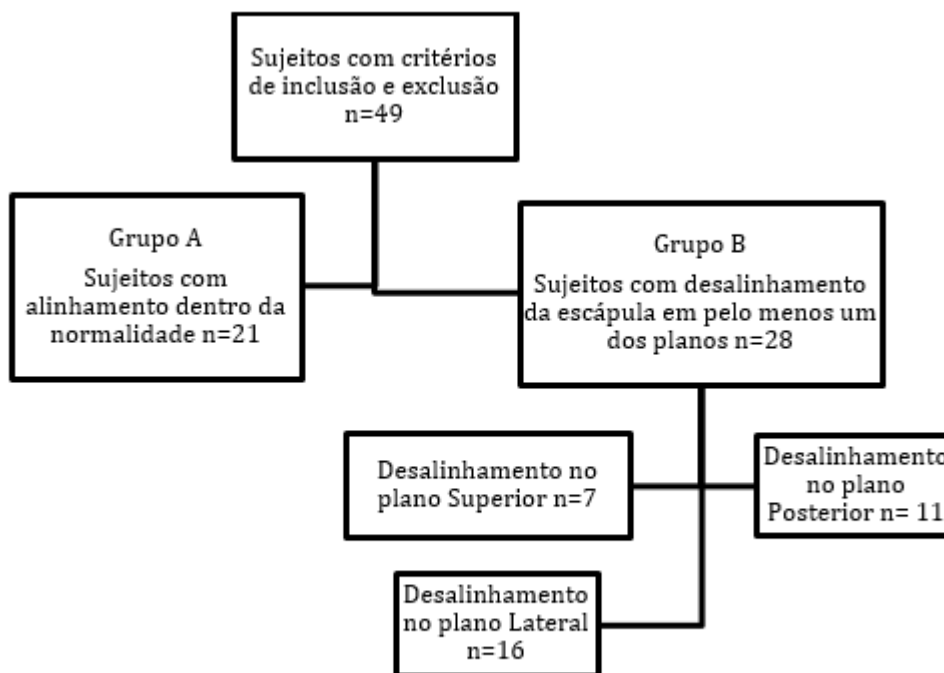 Sujeitos com critérios
de inclusão e exclusão
n=49
Grupo A
Sujeitos com
alinhamento dentro da
normalidade n=21
Grupo B
Sujeitos com desalinhamento
da escápula em pelo menos um
dos planos n=28
Desalinhamento no
plano Superior n=7
Desalinhamento
no plano
Posterior n= 11
Desalinhamento
no plano Lateral
n=16